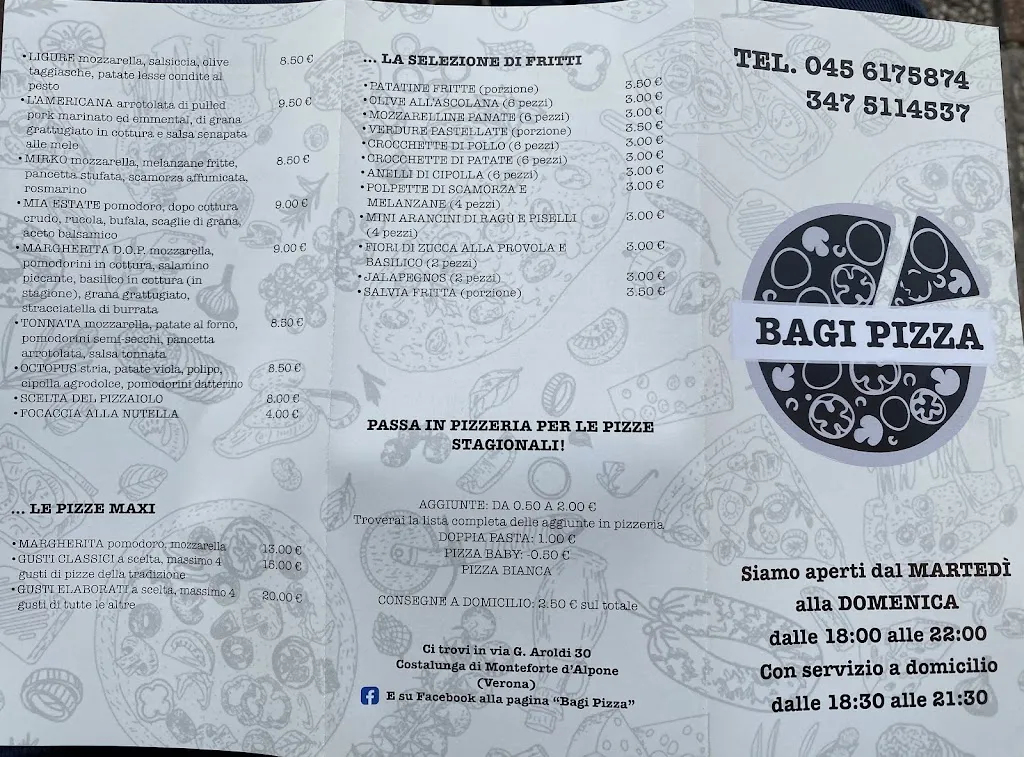 • LIGURE mozzarella, salsiccia, olive 8.50 €
taggiasche, patate lesse condite al
pesto
• L'AMERICANA arrotolata di pulled 9.50 €
pork marinato ed emmental, di grana
grattugiato in cottura e salsa senapata
alle mele
• MIRKO mozzarella, melanzane fritte, 8.50 €
pancetta stufata, scamorza affumicata,
rosmarino
• MIA ESTATE pomodoro, dopo cottura 9.00 €
crudo, rucola, bufala, scaglie di grana,
aceto balsamico
• MARGHERITA D.O.P. mozzarella, 9.00 €
pomodorini in cottura, salamino
piccante, basilico in cottura (in
stagione), grana grattugiato,
stracciatella di burrata
• TONNATA mozzarella, patate al forno, 8.50 €
pomodorini semi-secchi, pancetta
arrotolata, salsa tonnata
• OCTOPUS stria, patate viola, polipo, 8.50 €
cipolla agrodolce, pomodorini datterino
• SCELTA DEL PIZZAIOLO 8.00 €
• FOCACCIA ALLA NUTELLA 4.00 €
... LE PIZZE MAXI
• MARGHERITA pomodoro, mozzarella 13.00 €
• GUSTI CLASSICI a scelta, massimo 4 15.00 €
gusti di pizze della tradizione
• GUSTI ELABORATI a scelta, massimo 4 20.00 €
gusti di tutte le altre
... LA SELEZIONE DI FRITTI
• PATATINE FRITTE (porzione) 3.50 €
• OLIVE ALL'ASCOLANA (6 pezzi) 3.00 €
• MOZZARELLINE PANATE (6 pezzi) 3.00 €
• VERDURE PASTELLATE (porzione) 3.50 €
• CROCCHETTE DI POLLO (6 pezzi) 3.00 €
• CROCCHETTE DI PATATE (6 pezzi) 3.00 €
• ANELLI DI CIPOLLA (6 pezzi) 3.00 €
• POLPETTE DI SCAMORZA E 3.00 €
MELANZANE (4 pezzi)
• MINI ARANCINI DI RAGÙ E PISELLI 3.00 €
(4 pezzi)
• FIORI DI ZUCCA ALLA PROVOLA E 3.00 €
BASILICO (2 pezzi)
• JALAPEGNOS (2 pezzi) 3.00 €
• SALVIA FRITTA (porzione) 3.50 €
PASSA IN PIZZERIA PER LE PIZZE
STAGIONALI!
AGGIUNTE: DA 0.50 A 2.00 €
Troverai la lista completa delle aggiunte in pizzeria
DOPPIA PASTA: 1.00 €
PIZZA BABY: -0.50 €
PIZZA BIANCA
CONSEGNE A DOMICILIO: 2.50 € sul totale
Ci trovi in via G. Aroldi 30
Costalunga di Monteforte d'Alpone
(Verona)
E su Facebook alla pagina "Bagi Pizza"
TEL. 045 6175874
347 5114537
BAGI PIZZA
Siamo aperti dal MARTEDÌ
alla DOMENICA
dalle 18:00 alle 22:00
Con servizio a domicilio
dalle 18:30 alle 21:30